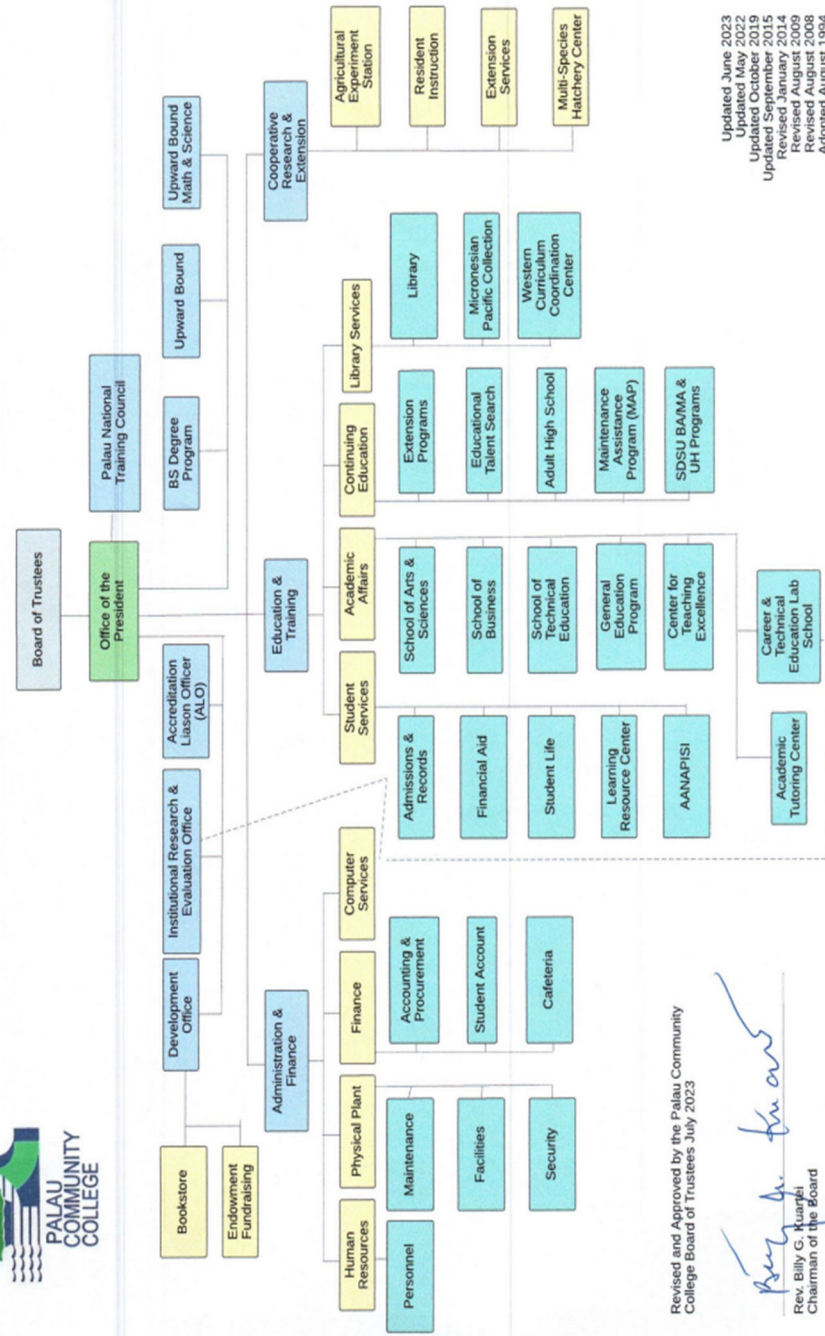 PALAU
COMMUNITY
COLLEGE
Board of Trustees
Office of the
President
Palau National
Training Council
Development
Office
Institutional Research &
Evaluation Office
Accreditation
Liason Officer
(ALO)
BS Degree
Program
Upward Bound
Upward Bound
Math & Science
Bookstore
Endowment
Fundraising
Administration &
Finance
Education &
Training
Cooperative
Research &
Extension
Human
Resources
Physical Plant
Finance
Computer
Services
Student
Services
Academic
Affairs
Continuing
Education
Library Services
Agricultural
Experiment
Station
Resident
Instruction
Extension
Services
Multi-Species
Hatchery Center
Personnel
Maintenance
Facilities
Security
Accounting &
Procurement
Student Account
Cafeteria
Admissions &
Records
Financial Aid
Student Life
Learning
Resource Center
AANAPISI
School of Arts &
Sciences
School of
Business
School of
Technical
Education
General
Education
Program
Center for
Teaching
Excellence
Academic
Tutoring Center
Career &
Technical
Education Lab
School
Extension
Programs
Educational
Talent Search
Adult High School
Maintenance
Assistance
Program (MAP)
SDSU BA/MA &
UH Programs
Library
Micronesian
Pacific Collection
Western
Curriculum
Coordination
Center
Revised and Approved by the Palau Community
College Board of Trustees July 2023
Rev. Billy G. Kuartei
Chairman of the Board
Updated June 2023
Updated May 2022
Updated October 2019
Updated September 2015
Revised January 2014
Revised August 2009
Revised August 2008
Adopted August 1994